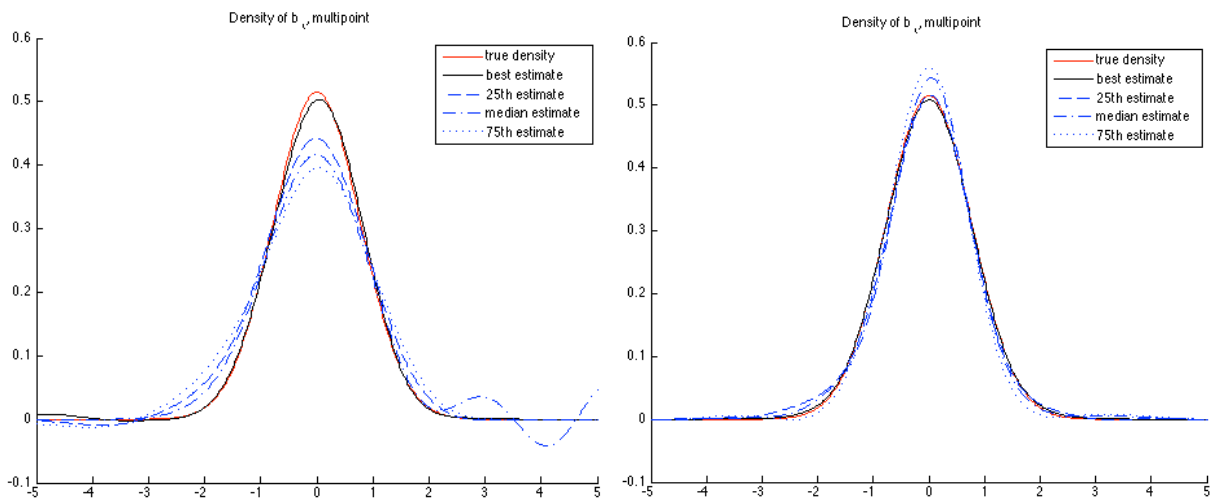 Density of b, multipoint
0.6
0.5
0.4
0.3
0.2
0.1
0
-0.1
-5 -4 -3 -2 -1 0 1 2 3 4 5
true density
best estimate
25th estimate
median estimate
75th estimate
Density of b, multipoint
0.6
0.5
0.4
0.3
0.2
0.1
0
-0.1
-5 -4 -3 -2 -1 0 1 2 3 4 5
true density
best estimate
25th estimate
median estimate
75th estimate